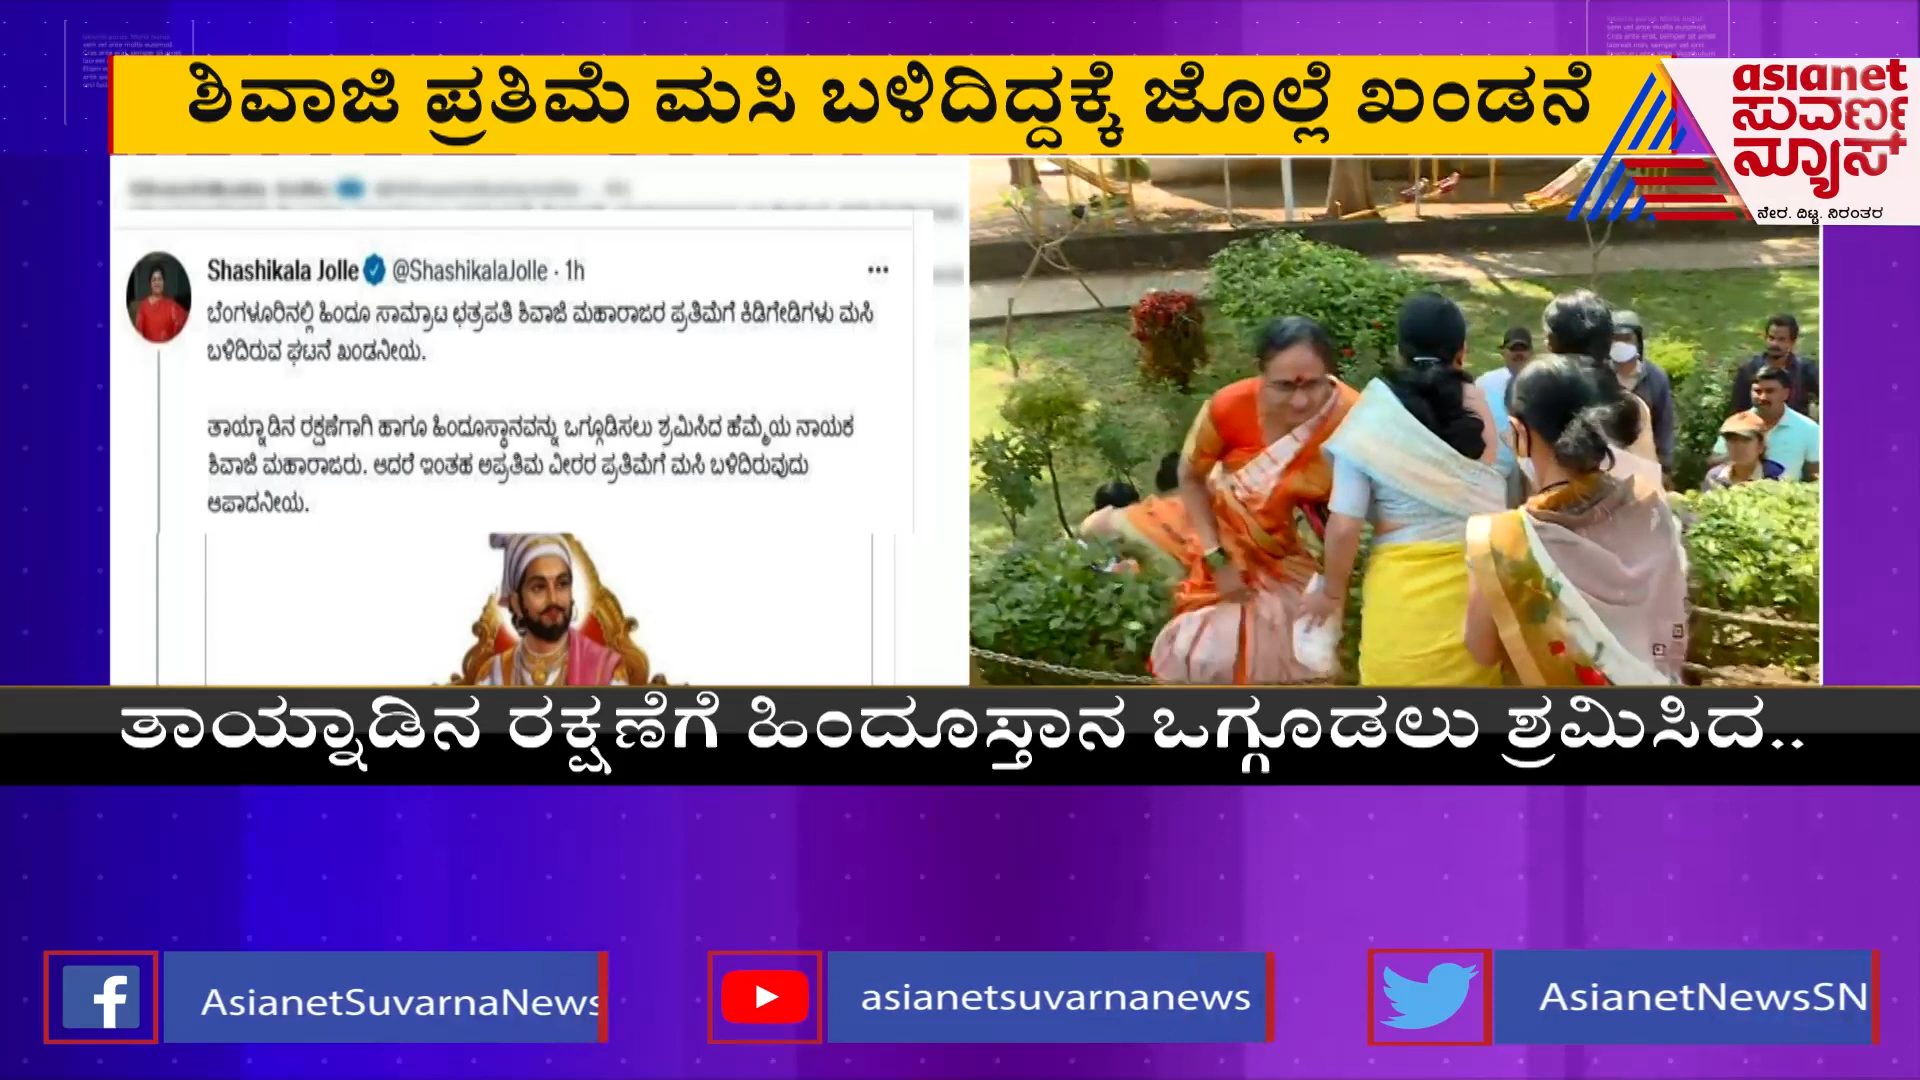 ಶಿವಾಜಿ ಪ್ರತಿಮೆ ಮಸಿ ಬಳಿದಿದ್ದಕ್ಕೆ ಜೊಲ್ಲೆ ಖಂಡನೆ
asianet
ಸುವರ್ಣ
ನ್ಯೂಸ್
ನೇರ. ದಿಟ್ಟ. ನಿರಂತರ
Shashikala Jolle @ShashikalaJolle · 1h
ಬೆಂಗಳೂರಿನಲ್ಲಿ ಹಿಂದೂ ಸಾಮ್ರಾಟ ಛತ್ರಪತಿ ಶಿವಾಜಿ ಮಹಾರಾಜರ ಪ್ರತಿಮೆಗೆ ಕಿಡಿಗೇಡಿಗಳು ಮಸಿ
ಬಳಿದಿರುವ ಘಟನೆ ಖಂಡನೀಯ.
ತಾಯ್ನಾಡಿನ ರಕ್ಷಣೆಗಾಗಿ ಹಾಗೂ ಹಿಂದೂಸ್ಥಾನವನ್ನು ಒಗ್ಗೂಡಿಸಲು ಶ್ರಮಿಸಿದ ಹೆಮ್ಮೆಯ ನಾಯಕ
ಶಿವಾಜಿ ಮಹಾರಾಜರು. ಆದರೆ ಇಂತಹ ಅಪ್ರತಿಮ ವೀರರ ಪ್ರತಿಮೆಗೆ ಮಸಿ ಬಳಿದಿರುವುದು
ಆಪಾದನೀಯ.
ತಾಯ್ನಾಡಿನ ರಕ್ಷಣೆಗೆ ಹಿಂದೂಸ್ತಾನ ಒಗ್ಗೂಡಲು ಶ್ರಮಿಸಿದ..
AsianetSuvarnaNews
asianetsuvarnanews
AsianetNewsSN